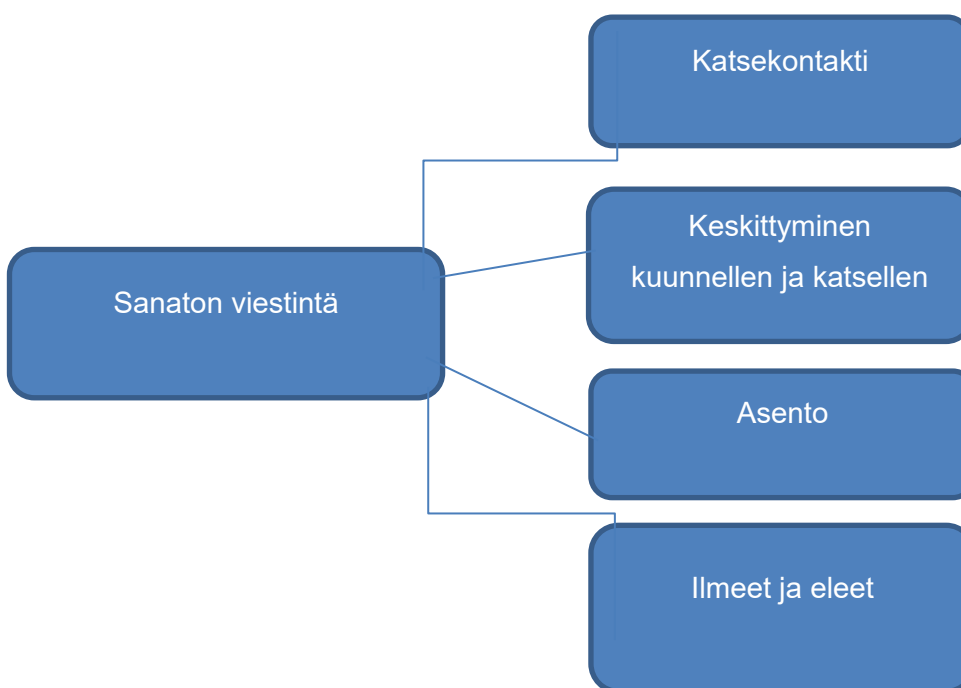 Katsekontakti
Keskittyminen
kuunnellen ja katsellen
Sanaton viestintä
Asento
Ilmeet ja eleet